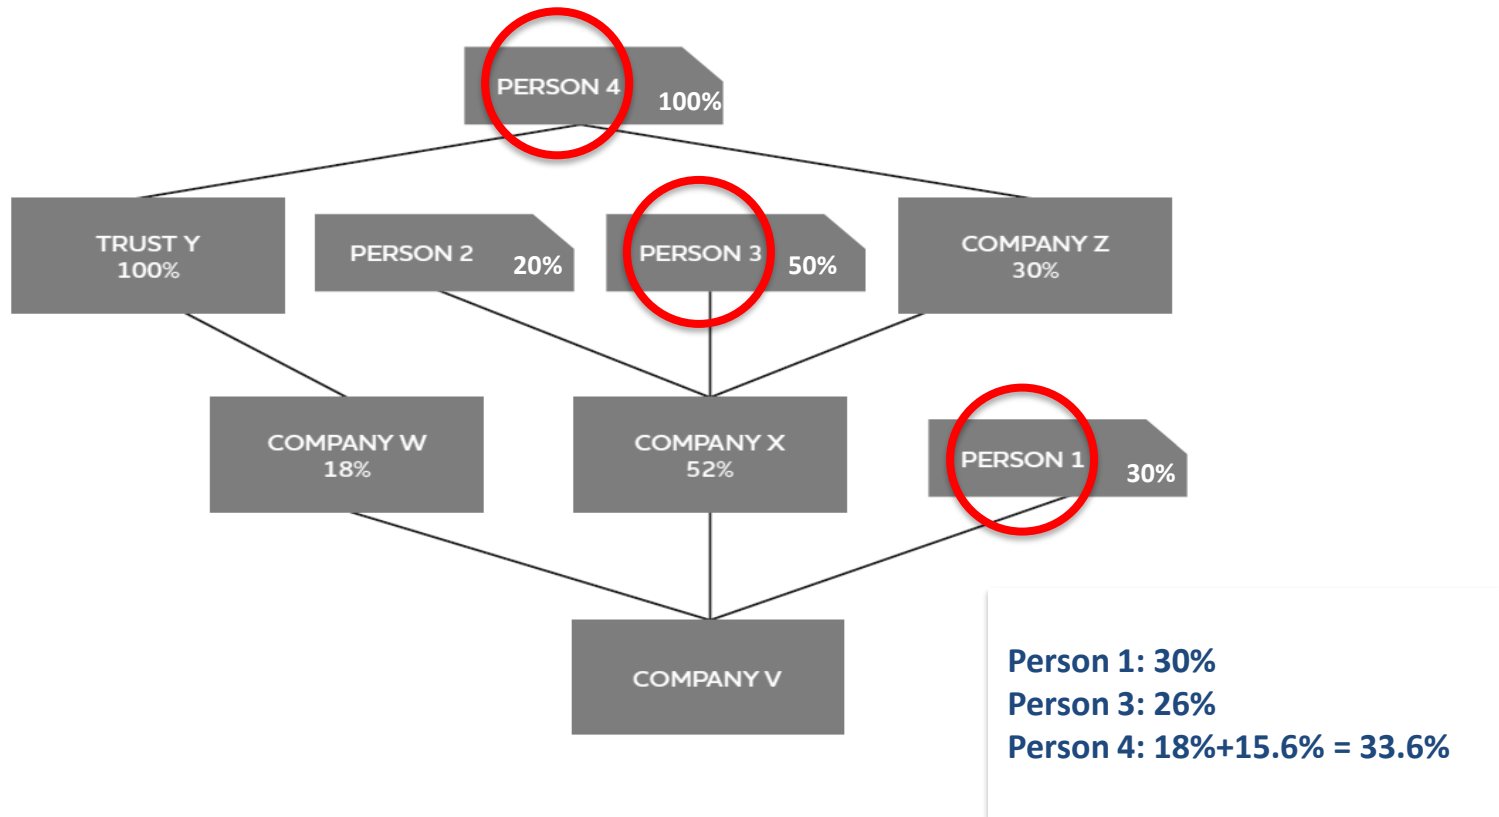 PERSON 4
100%
TRUST Y
100%
PERSON 2
20%
PERSON 3
50%
COMPANY Z
30%
COMPANY W
18%
COMPANY X
52%
PERSON 1
30%
COMPANY V
Person 1: 30%
Person 3: 26%
Person 4: 18%+15.6% = 33.6%